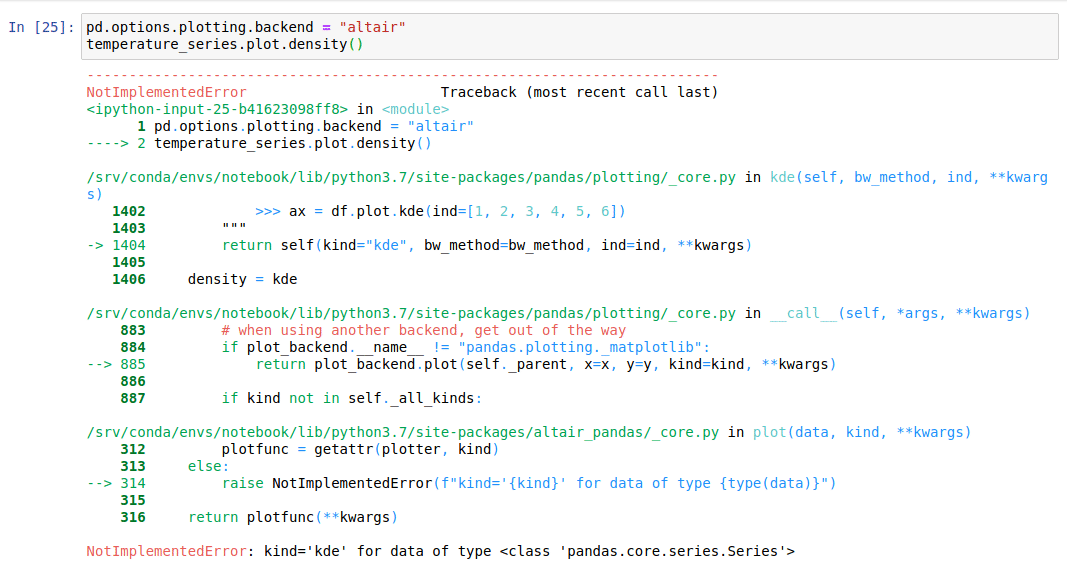 In [25]: pd.options.plotting.backend = "altair"
temperature_series.plot.density()
---------------------------------------------------------------------------
NotImplementedError                       Traceback (most recent call last)
<ipython-input-25-b41623098ff8> in <module>
      1 pd.options.plotting.backend = "altair"
----> 2 temperature_series.plot.density()

/srv/conda/envs/notebook/lib/python3.7/site-packages/pandas/plotting/_core.py in kde(self, bw_method, ind, **kwarg
s)
   1402             >>> ax = df.plot.kde(ind=[1, 2, 3, 4, 5, 6])
   1403         """
-> 1404         return self(kind="kde", bw_method=bw_method, ind=ind, **kwargs)
   1405
   1406     density = kde

/srv/conda/envs/notebook/lib/python3.7/site-packages/pandas/plotting/_core.py in __call__(self, *args, **kwargs)
    883         # when using another backend, get out of the way
    884         if plot_backend.__name__ != "pandas.plotting._matplotlib":
--> 885             return plot_backend.plot(self._parent, x=x, y=y, kind=kind, **kwargs)
    886
    887         if kind not in self._all_kinds:

/srv/conda/envs/notebook/lib/python3.7/site-packages/altair_pandas/_core.py in plot(data, kind, **kwargs)
    312         plotfunc = getattr(plotter, kind)
    313     else:
--> 314         raise NotImplementedError(f"kind='{kind}' for data of type {type(data)}")
    315
    316     return plotfunc(**kwargs)

NotImplementedError: kind='kde' for data of type <class 'pandas.core.series.Series'>